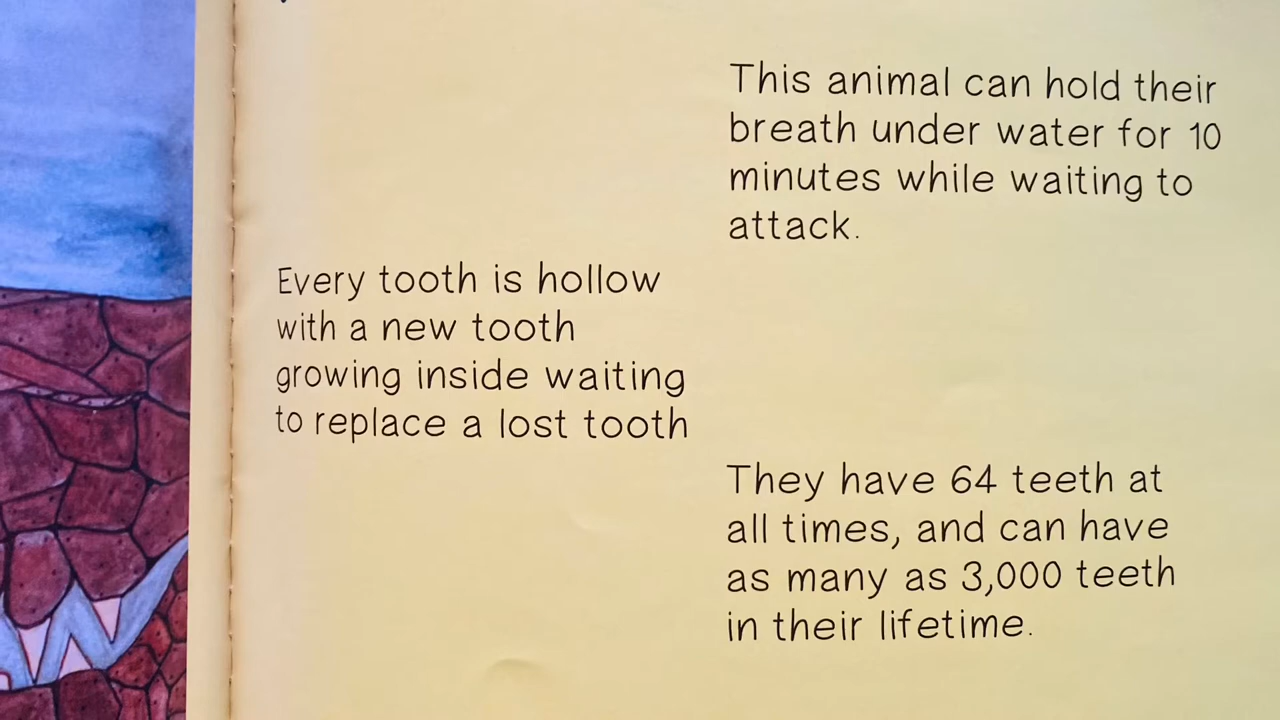 This animal can hold their
breath under water for 10
minutes while waiting to
attack.
Every tooth is hollow
with a new tooth
growing inside waiting
to replace a lost tooth
They have 64 teeth at
all times, and can have
as many as 3,000 teeth
in their lifetime.